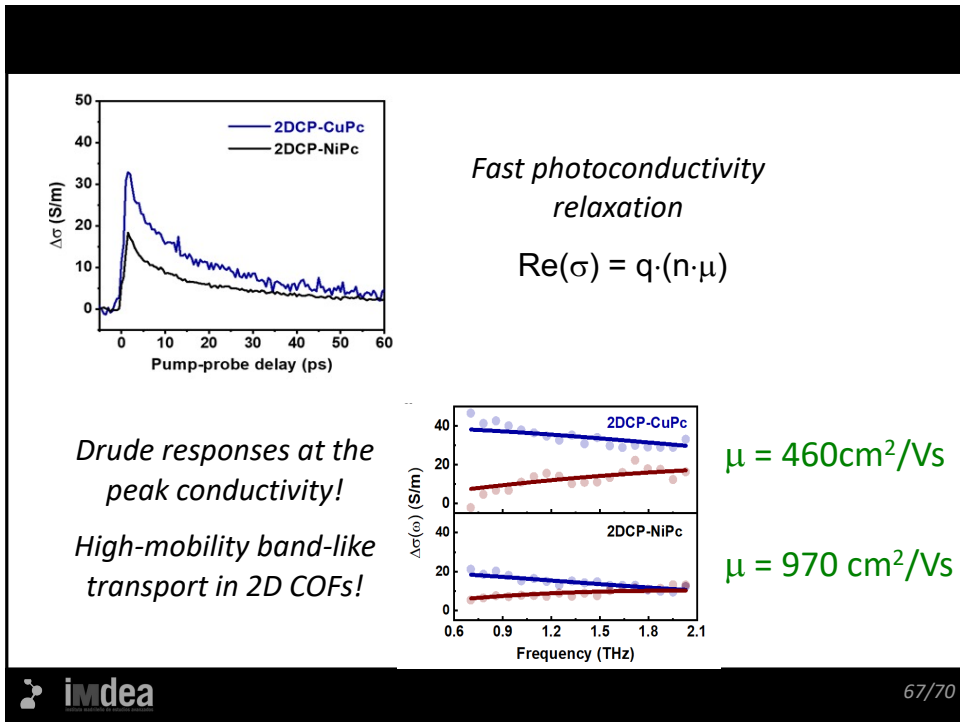 50
40
30
20
10
0
Δσ (S/m)
2DCP-CuPc
2DCP-NiPc
0 10 20 30 40 50 60
Pump-probe delay (ps)
Fast photoconductivity
relaxation
Re(σ) = q·(n·μ)
Drude responses at the
peak conductivity!
High-mobility band-like
transport in 2D COFs!
40
20
0
2DCP-CuPc
Δσ(ω) (S/m)
2DCP-NiPc
40
20
0
0.6 0.9 1.2 1.5 1.8 2.1
Frequency (THz)
μ = 460cm²/Vs
μ = 970 cm²/Vs
imdea
67/70